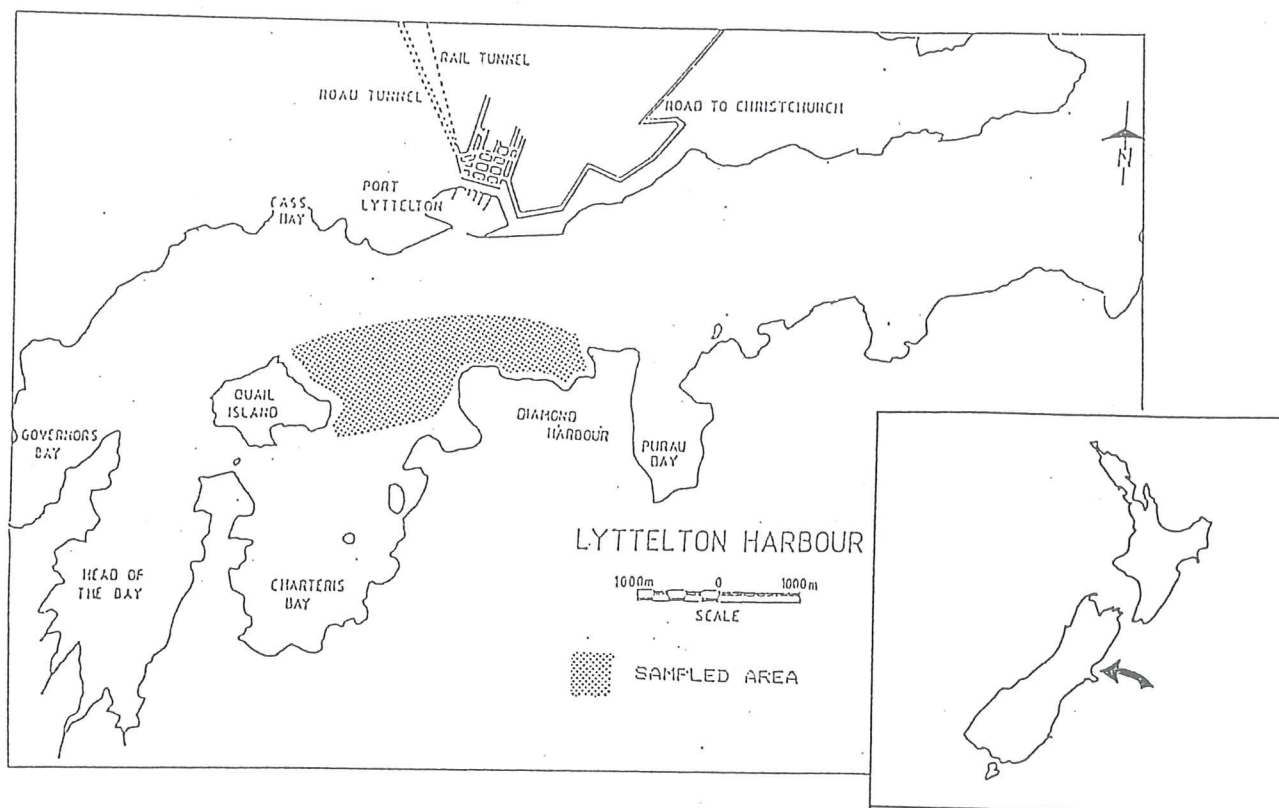 RAIL TUNNEL
ROAD TUNNEL
ROAD TO CHRISTCHURCH
N
PORT
LYTTELTON
CASS
BAY
QUAIL
ISLAND
DIAMOND
HARBOUR
GOVERNORS
BAY
PURAU
BAY
LYTTELTON HARBOUR
HEAD OF
THE BAY
CHARTERIS
BAY
1000m 0 1000m
SCALE
SAMPLED AREA